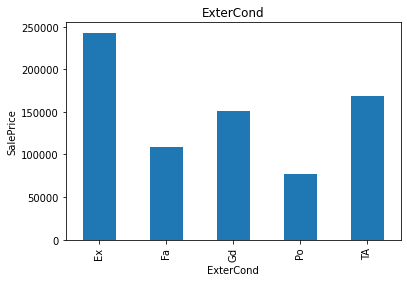 ExterCond
250000
200000
150000
100000
50000
0
SalePrice
Ex
Fa
Gd
Po
TA
ExterCond